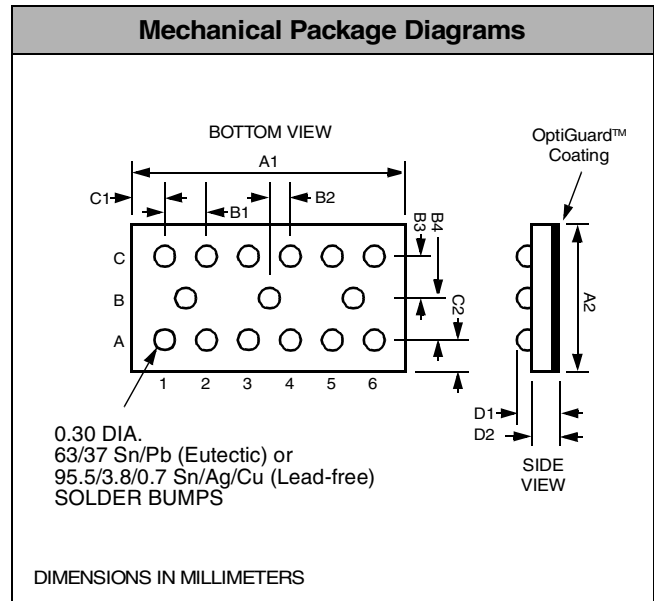 Mechanical Package Diagrams
BOTTOM VIEW
OptiGuard™
Coating
A1
C1
B1
B2
B3
B4
C
B
A
C2
A2
1 2 3 4 5 6
D1
D2
SIDE
VIEW
0.30 DIA.
63/37 Sn/Pb (Eutectic) or
95.5/3.8/0.7 Sn/Ag/Cu (Lead-free)
SOLDER BUMPS
DIMENSIONS IN MILLIMETERS